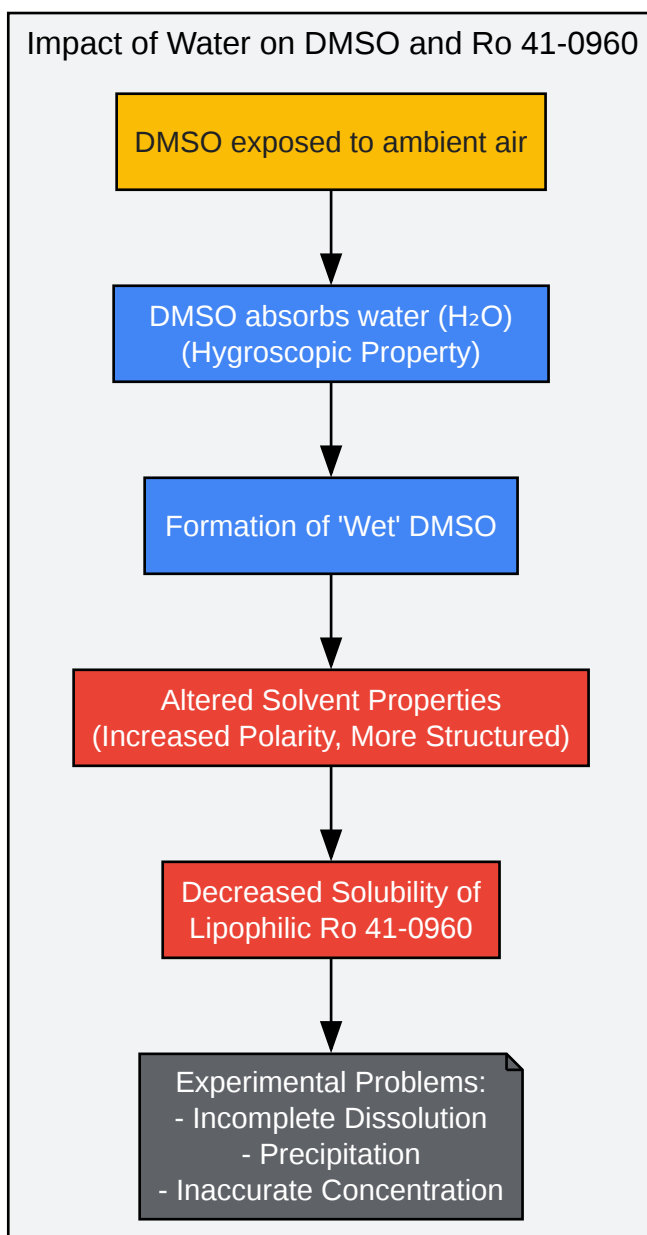 Impact of Water on DMSO and Ro 41-0960
DMSO exposed to ambient air
DMSO absorbs water (H₂O)
(Hygroscopic Property)
Formation of 'Wet' DMSO
Altered Solvent Properties
(Increased Polarity, More Structured)
Decreased Solubility of
Lipophilic Ro 41-0960
Experimental Problems:
- Incomplete Dissolution
- Precipitation
- Inaccurate Concentration